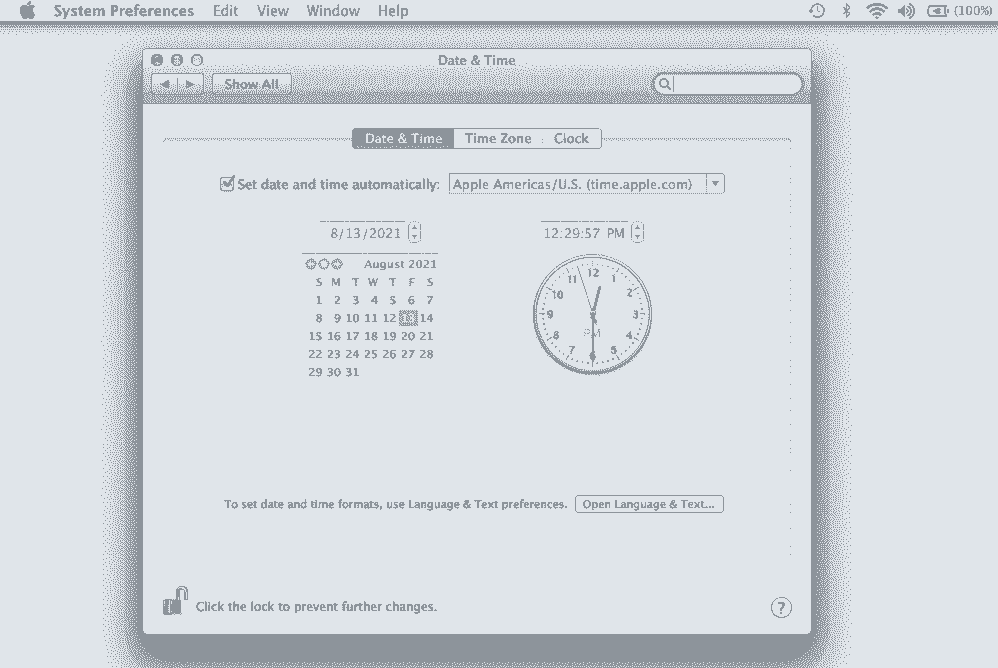 System Preferences Edit View Window Help (100%)
Date & Time
Show All
Date & Time Time Zone Clock
Set date and time automatically: Apple Americas/U.S. (time.apple.com)
8/13/2021 12:29:57 PM
August 2021
S M T W T F S
1 2 3 4 5 6 7
8 9 10 11 12 13 14
15 16 17 18 19 20 21
22 23 24 25 26 27 28
29 30 31
12 1 2 3 4 5 6 7 8 9 10 11
PM
To set date and time formats, use Language & Text preferences. Open Language & Text...
Click the lock to prevent further changes. ?